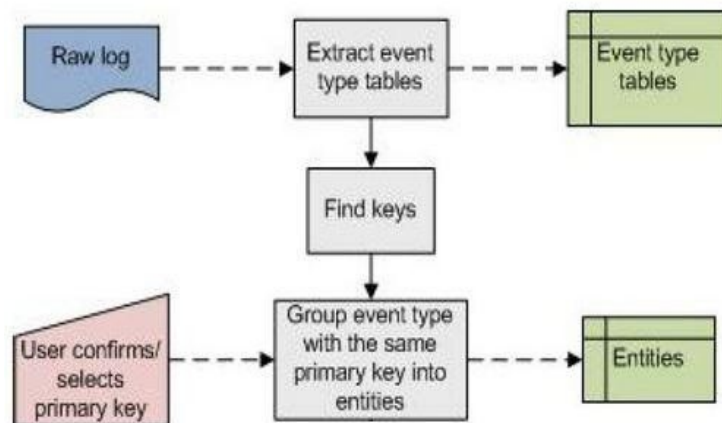 Raw log
Extract event
type tables
Event type
tables
Find keys
User confirms/
selects
primary key
Group event type
with the same
primary key into
entities
Entities